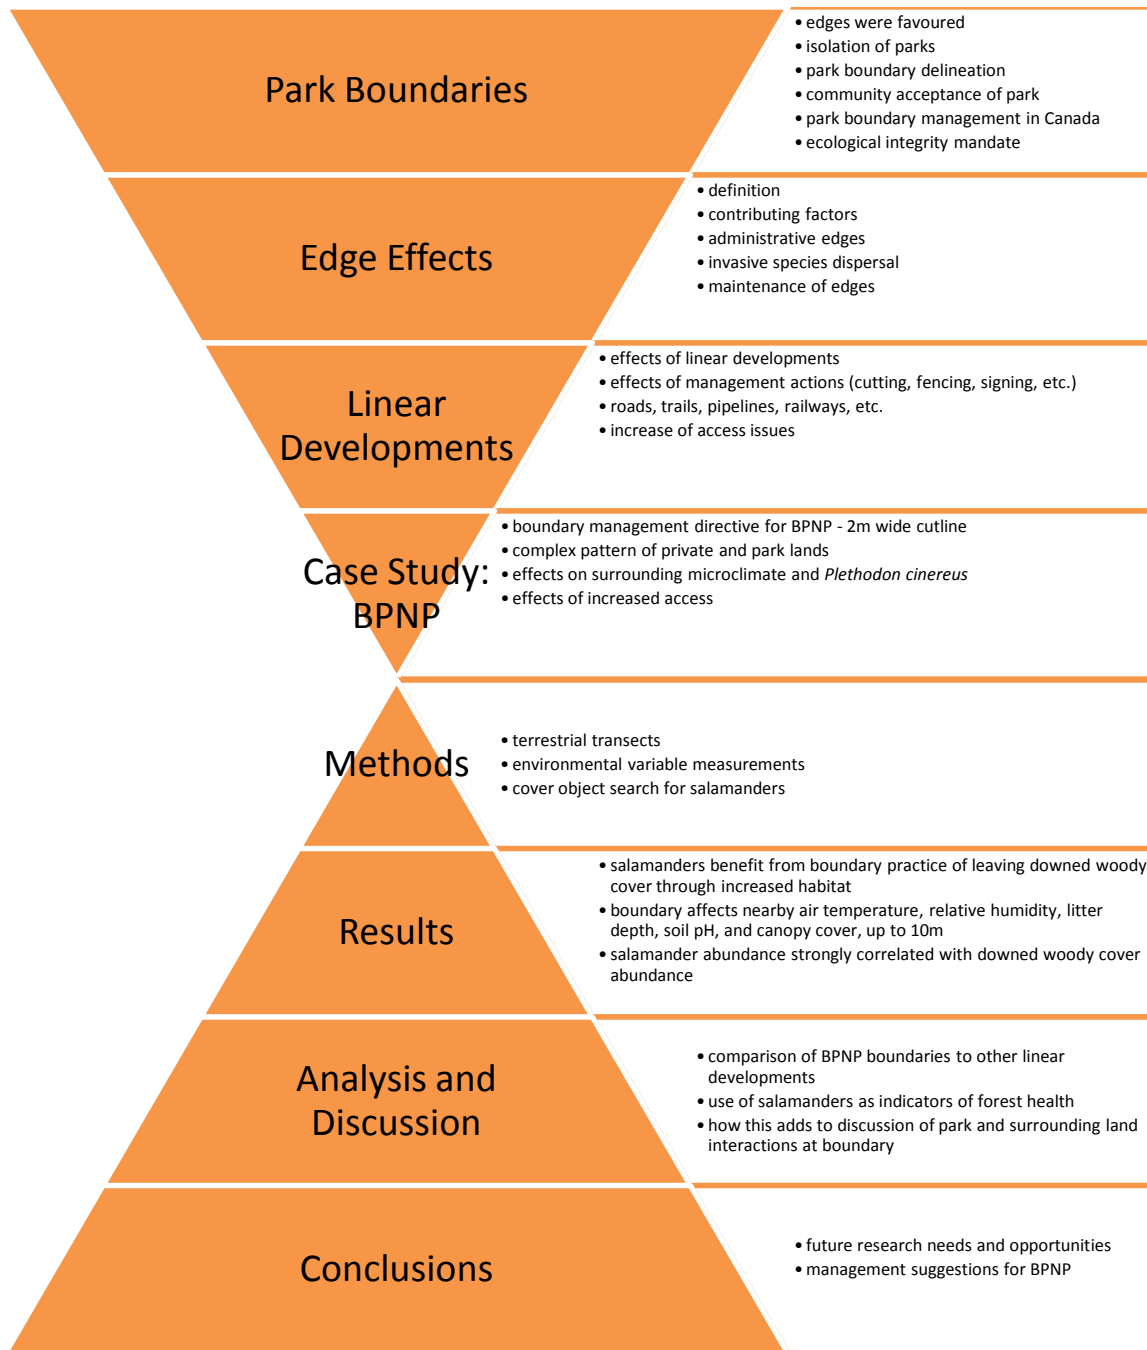 Park Boundaries
• edges were favoured
• isolation of parks
• park boundary delineation
• community acceptance of park
• park boundary management in Canada
• ecological integrity mandate
Edge Effects
• definition
• contributing factors
• administrative edges
• invasive species dispersal
• maintenance of edges
Linear
Developments
• effects of linear developments
• effects of management actions (cutting, fencing, signing, etc.)
• roads, trails, pipelines, railways, etc.
• increase of access issues
Case Study:
BPNP
• boundary management directive for BPNP - 2m wide cutline
• complex pattern of private and park lands
• effects on surrounding microclimate and Plethodon cinereus
• effects of increased access
Methods
• terrestrial transects
• environmental variable measurements
• cover object search for salamanders
Results
• salamanders benefit from boundary practice of leaving downed woody
cover through increased habitat
• boundary affects nearby air temperature, relative humidity, litter
depth, soil pH, and canopy cover, up to 10m
• salamander abundance strongly correlated with downed woody cover
abundance
Analysis and
Discussion
• comparison of BPNP boundaries to other linear
developments
• use of salamanders as indicators of forest health
• how this adds to discussion of park and surrounding land
interactions at boundary
Conclusions
• future research needs and opportunities
• management suggestions for BPNP